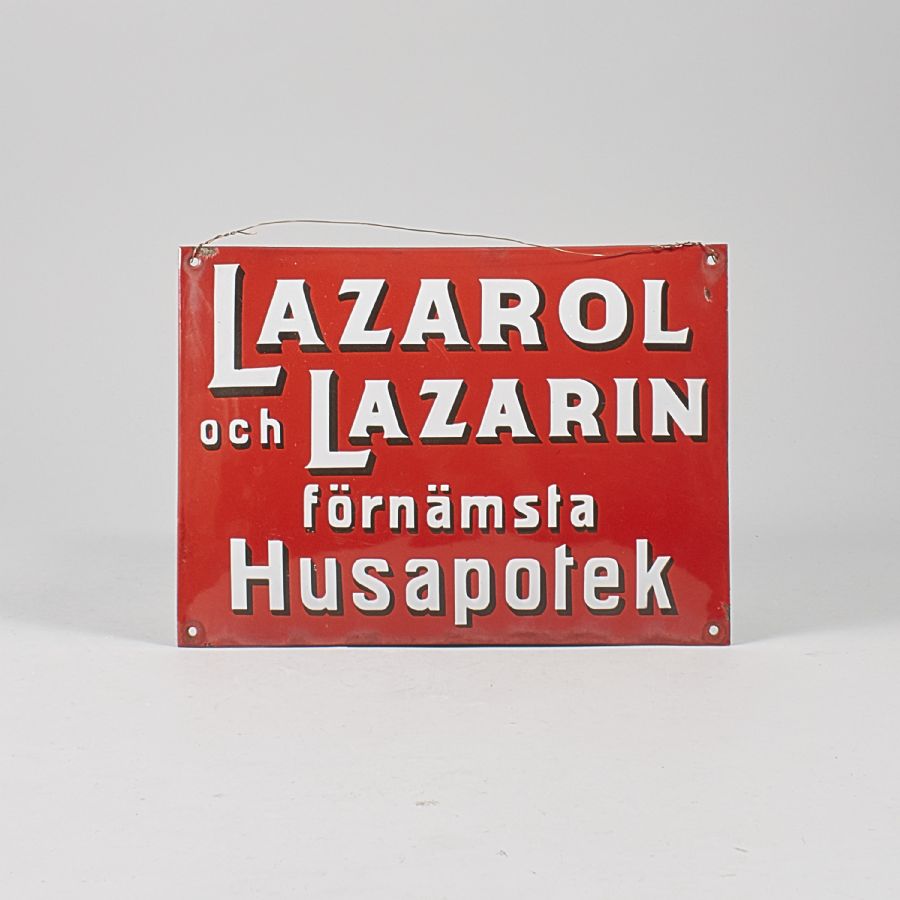 LAZAROL
och LAZARIN
förnämsta
Husapotek